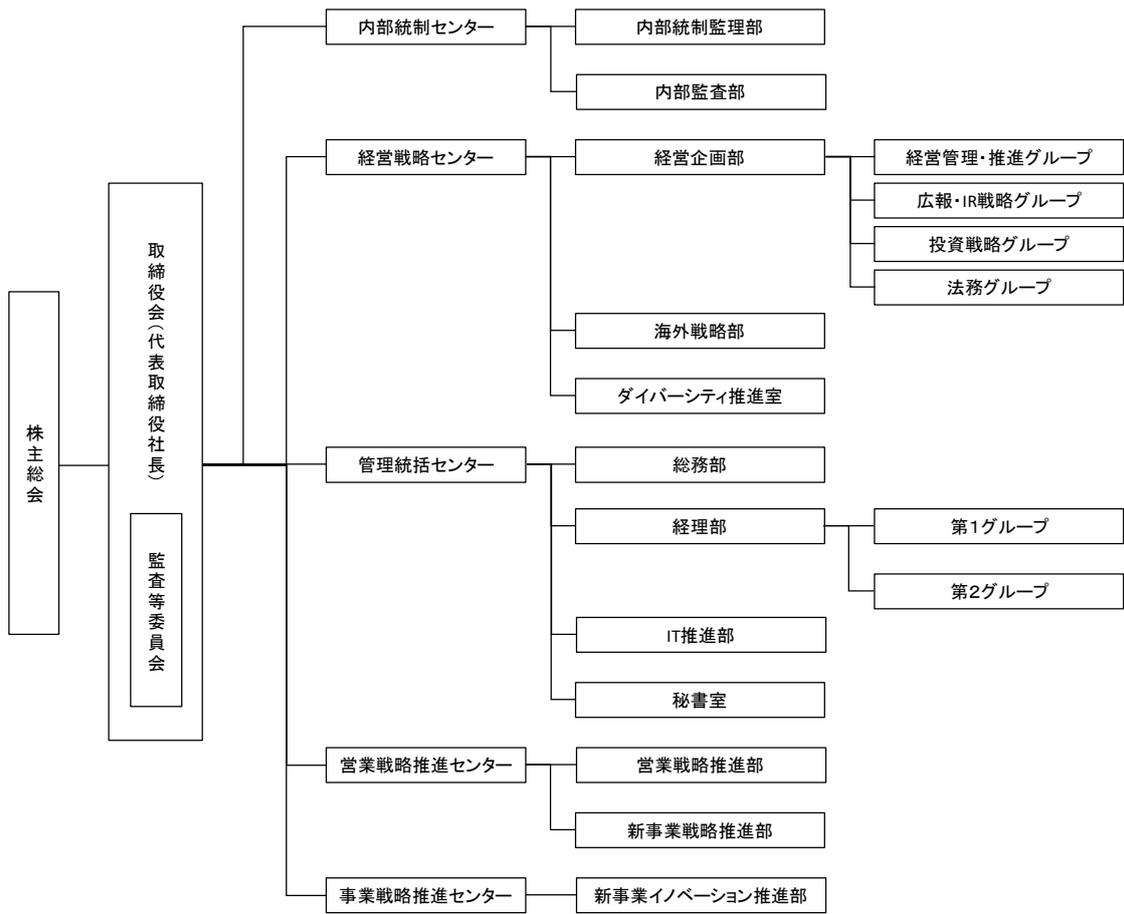 株主総会
取締役会（代表取締役社長）
監査等委員会
内部統制センター
内部統制監理部
内部監査部
経営戦略センター
経営企画部
経営管理・推進グループ
広報・IR戦略グループ
投資戦略グループ
法務グループ
海外戦略部
ダイバーシティ推進室
管理統括センター
総務部
経理部
第1グループ
第2グループ
IT推進部
秘書室
営業戦略推進センター
営業戦略推進部
新事業戦略推進部
事業戦略推進センター
新事業イノベーション推進部